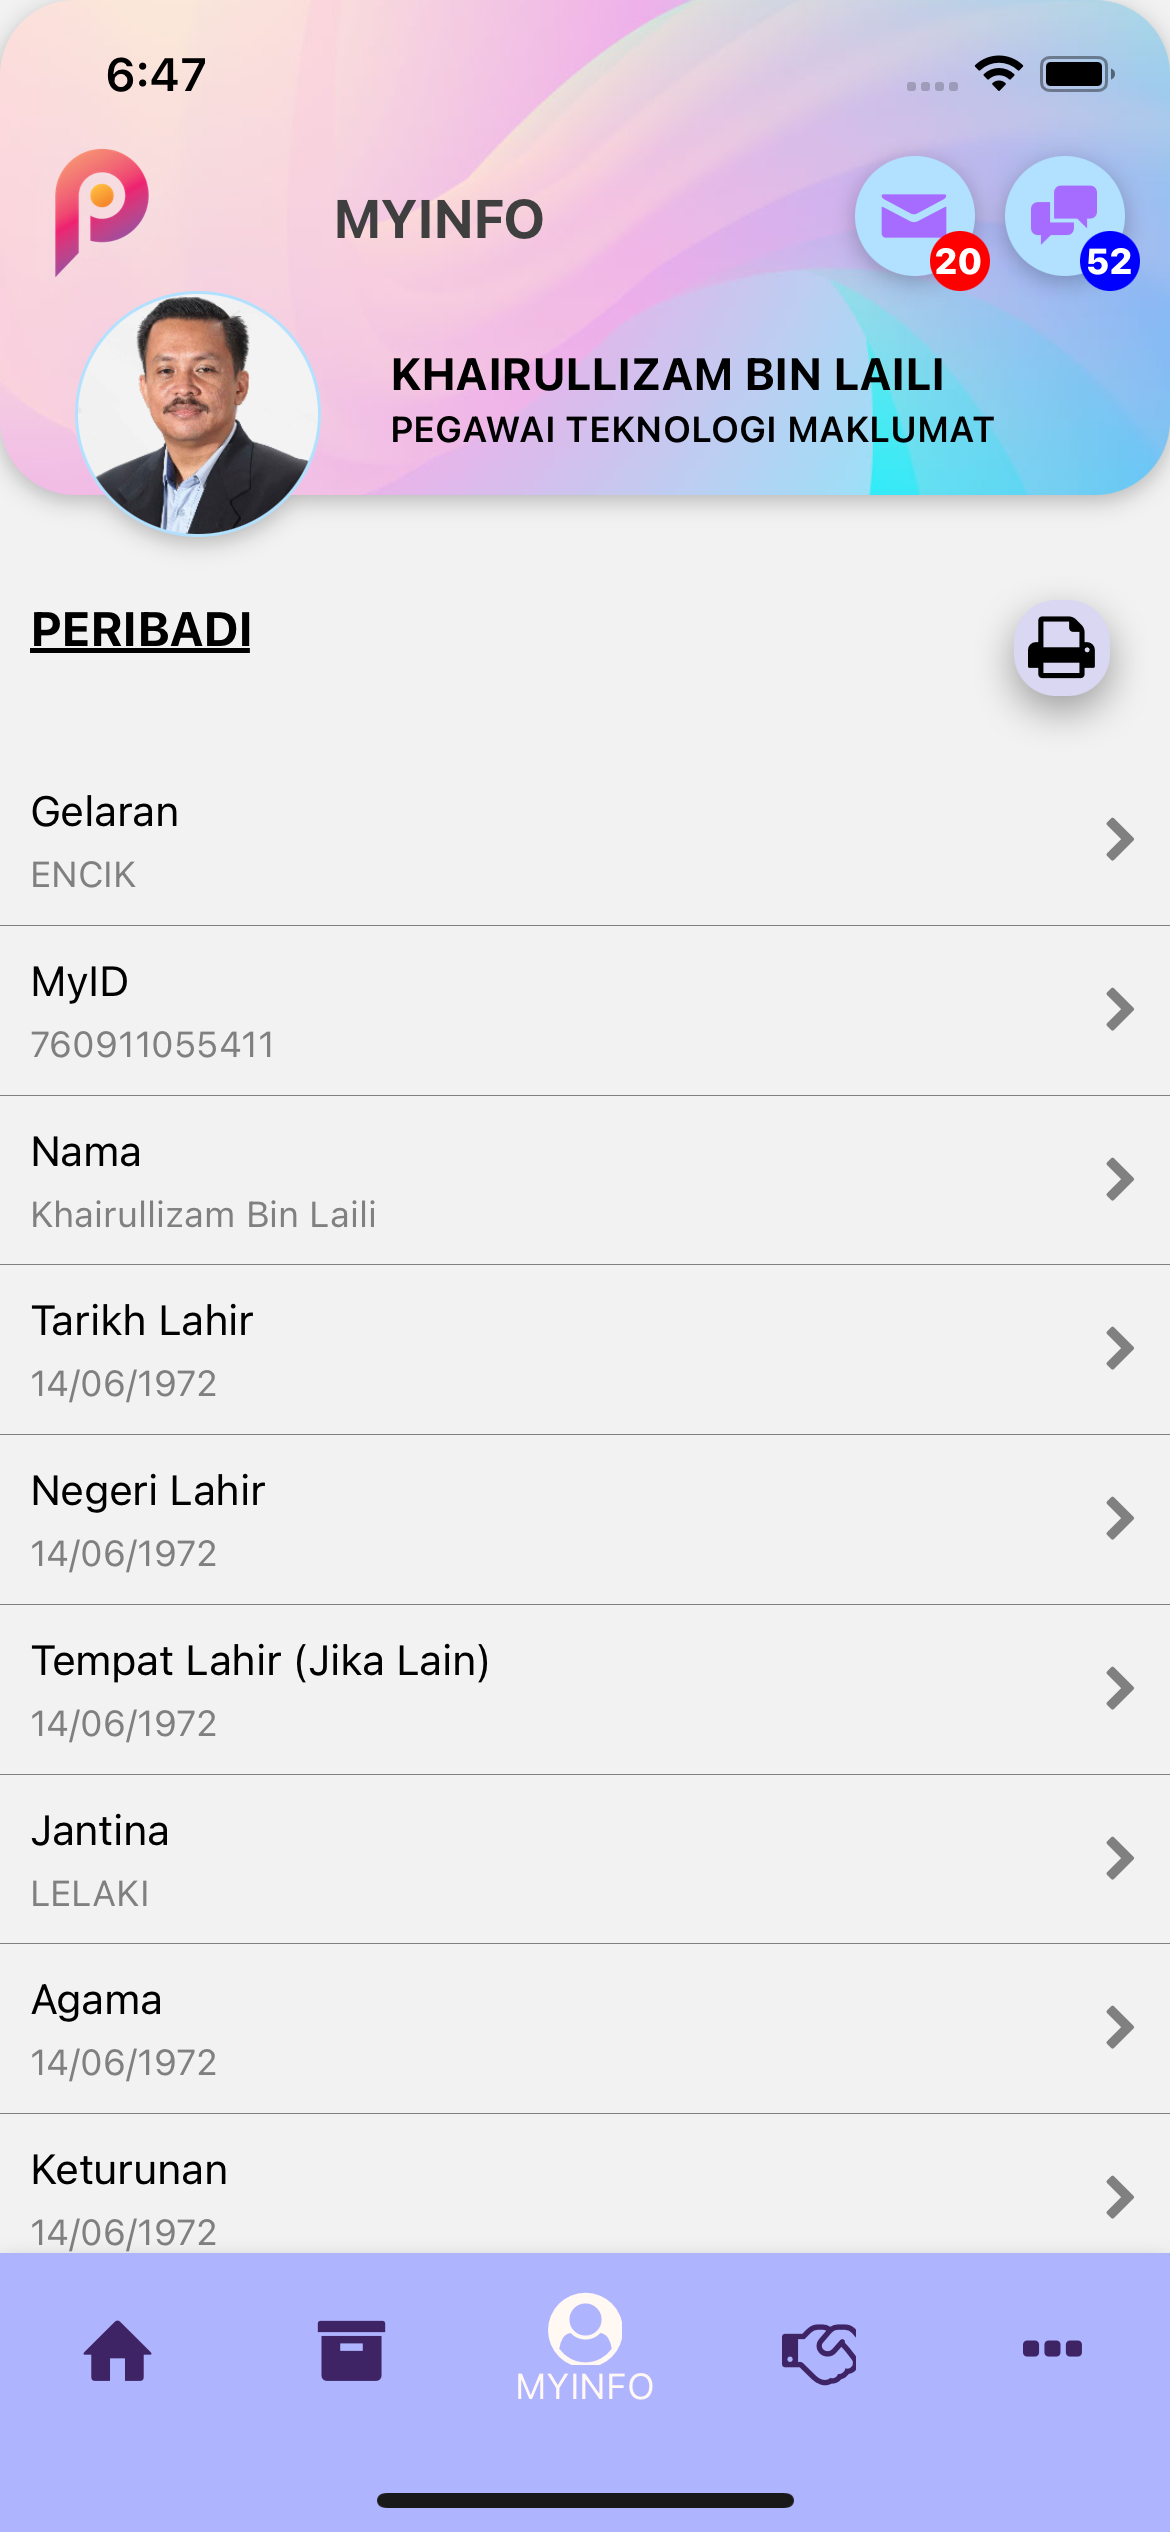 6:47
MYINFO
20
52
KHAIRULLIZAM BIN LAILI
PEGAWAI TEKNOLOGI MAKLUMAT
PERIBADI
Gelaran
ENCIK
MyID
760911055411
Nama
Khairullizam Bin Laili
Tarikh Lahir
14/06/1972
Negeri Lahir
14/06/1972
Tempat Lahir (Jika Lain)
14/06/1972
Jantina
LELAKI
Agama
14/06/1972
Keturunan
14/06/1972
MYINFO